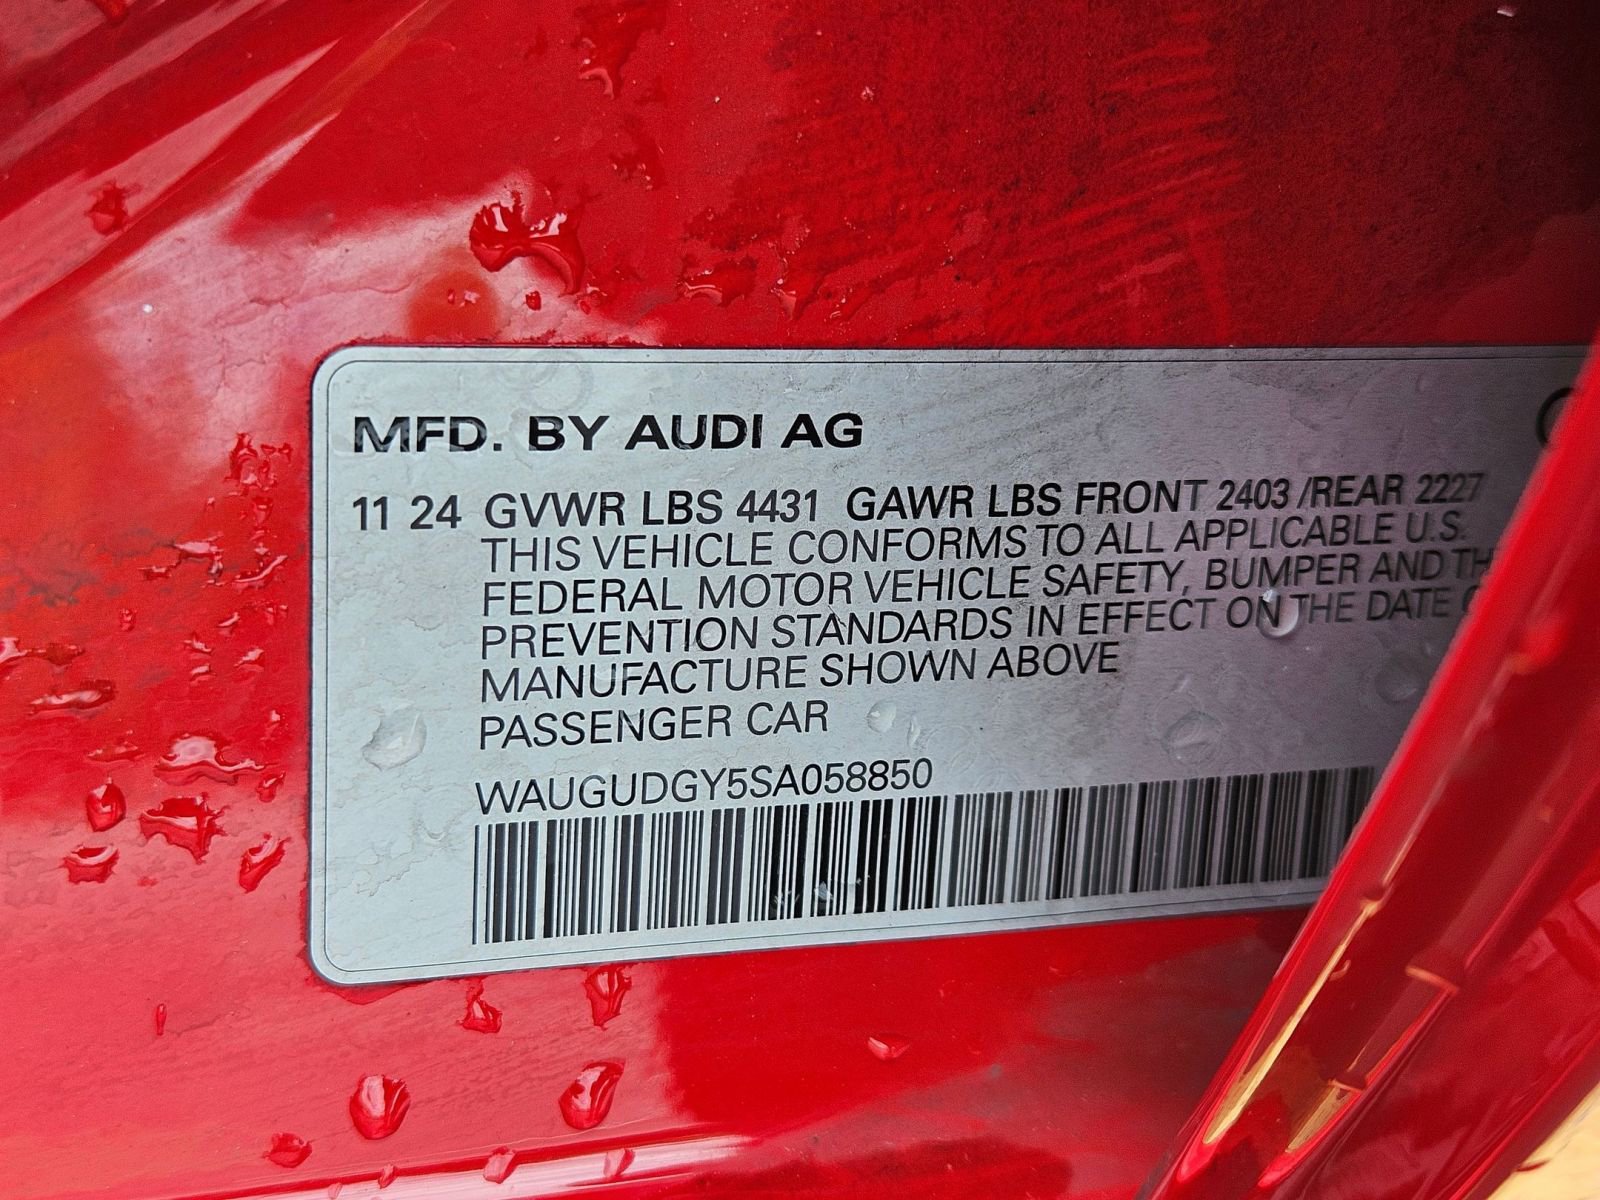 MFD. BY AUDI AG
11 24 GVWR LBS 4431 GAWR LBS FRONT 2403 /REAR 2227
THIS VEHICLE CONFORMS TO ALL APPLICABLE U.S.
FEDERAL MOTOR VEHICLE SAFETY, BUMPER AND
PREVENTION STANDARDS IN EFFECT ON THE DATE
MANUFACTURE SHOWN ABOVE
PASSENGER CAR
WAUGUDGY5SA058850